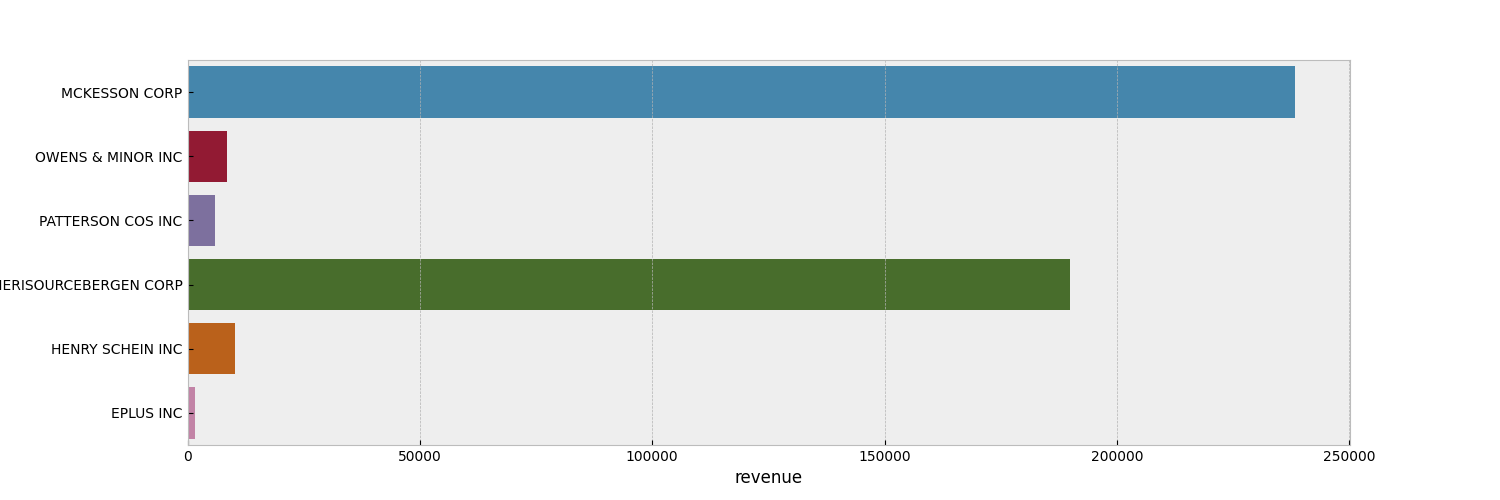 MCKESSON CORP
OWENS & MINOR INC
PATTERSON COS INC
ERISOURCEBERGEN CORP
HENRY SCHEIN INC
EPLUS INC
0 50000 100000 150000 200000 250000
revenue